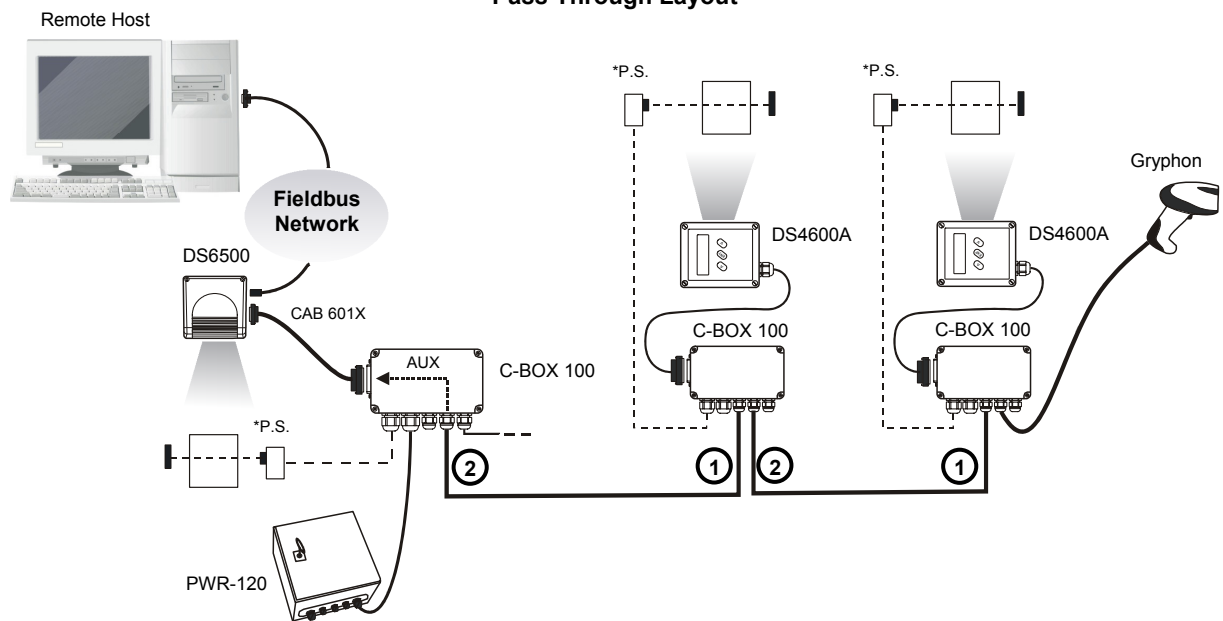 Pass Through Layout
Remote Host
*P.S.
*P.S.
Gryphon
Fieldbus
Network
DS4600A
DS4600A
DS6500
CAB 601X
C-BOX 100
C-BOX 100
AUX
C-BOX 100
*P.S.
2
1
2
1
PWR-120